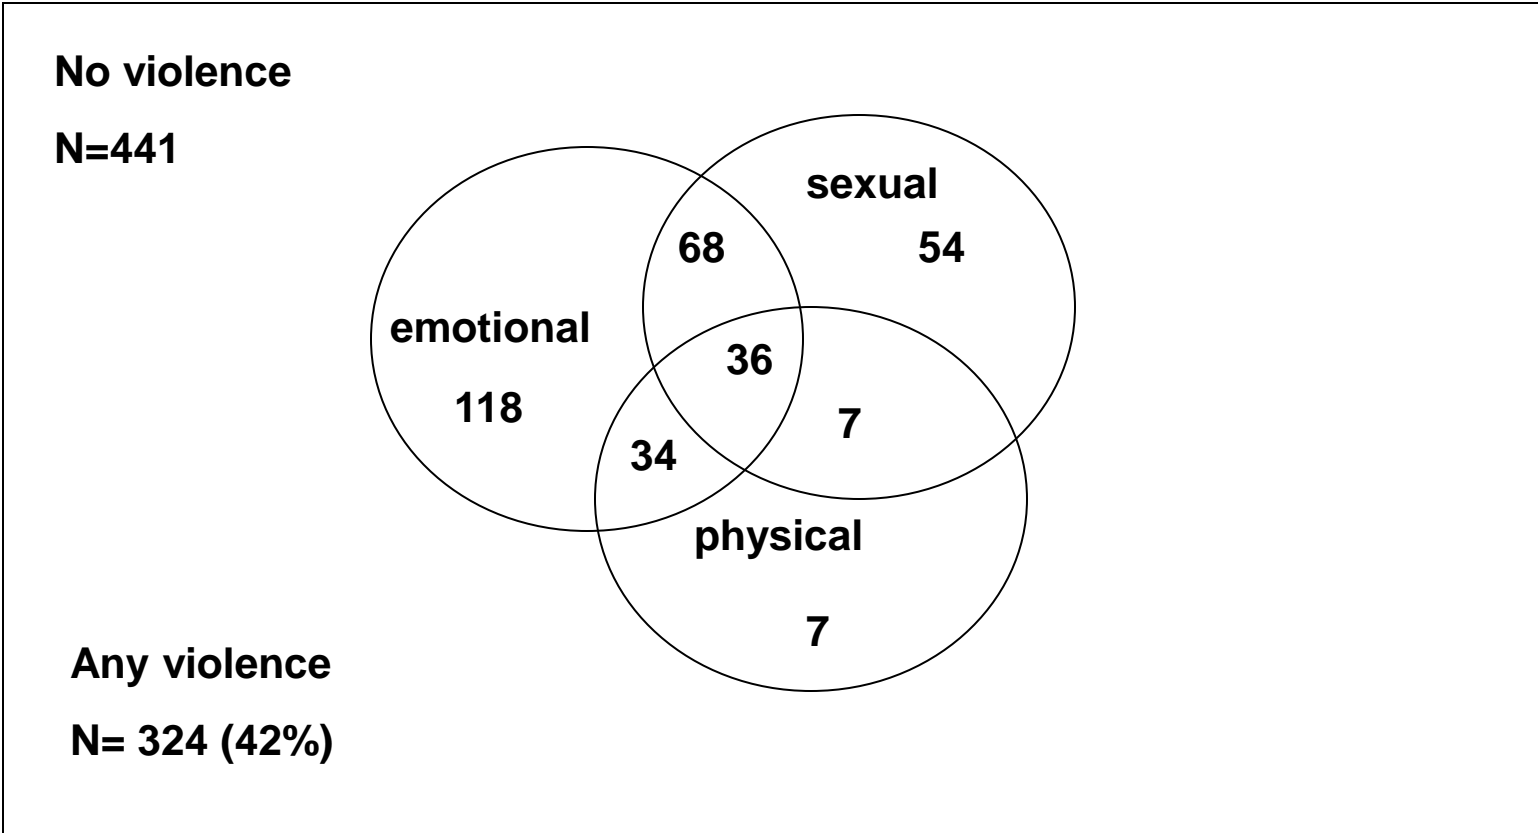 No violence
N=441
sexual
68
54
emotional
36
118
7
34
physical
7
Any violence
N= 324 (42%)